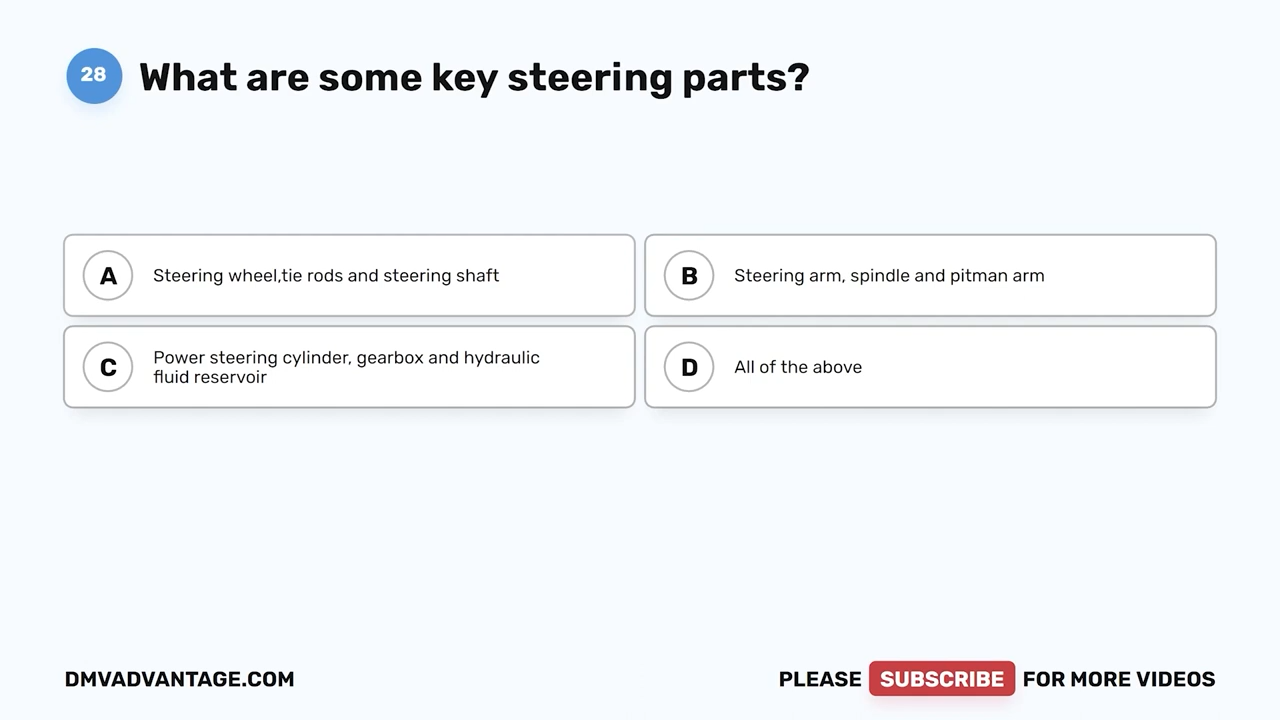 28
What are some key steering parts?
A
Steering wheel,tie rods and steering shaft
B
Steering arm, spindle and pitman arm
C
Power steering cylinder, gearbox and hydraulic
fluid reservoir
D
All of the above
DMVADVANTAGE.COM
PLEASE SUBSCRIBE FOR MORE VIDEOS